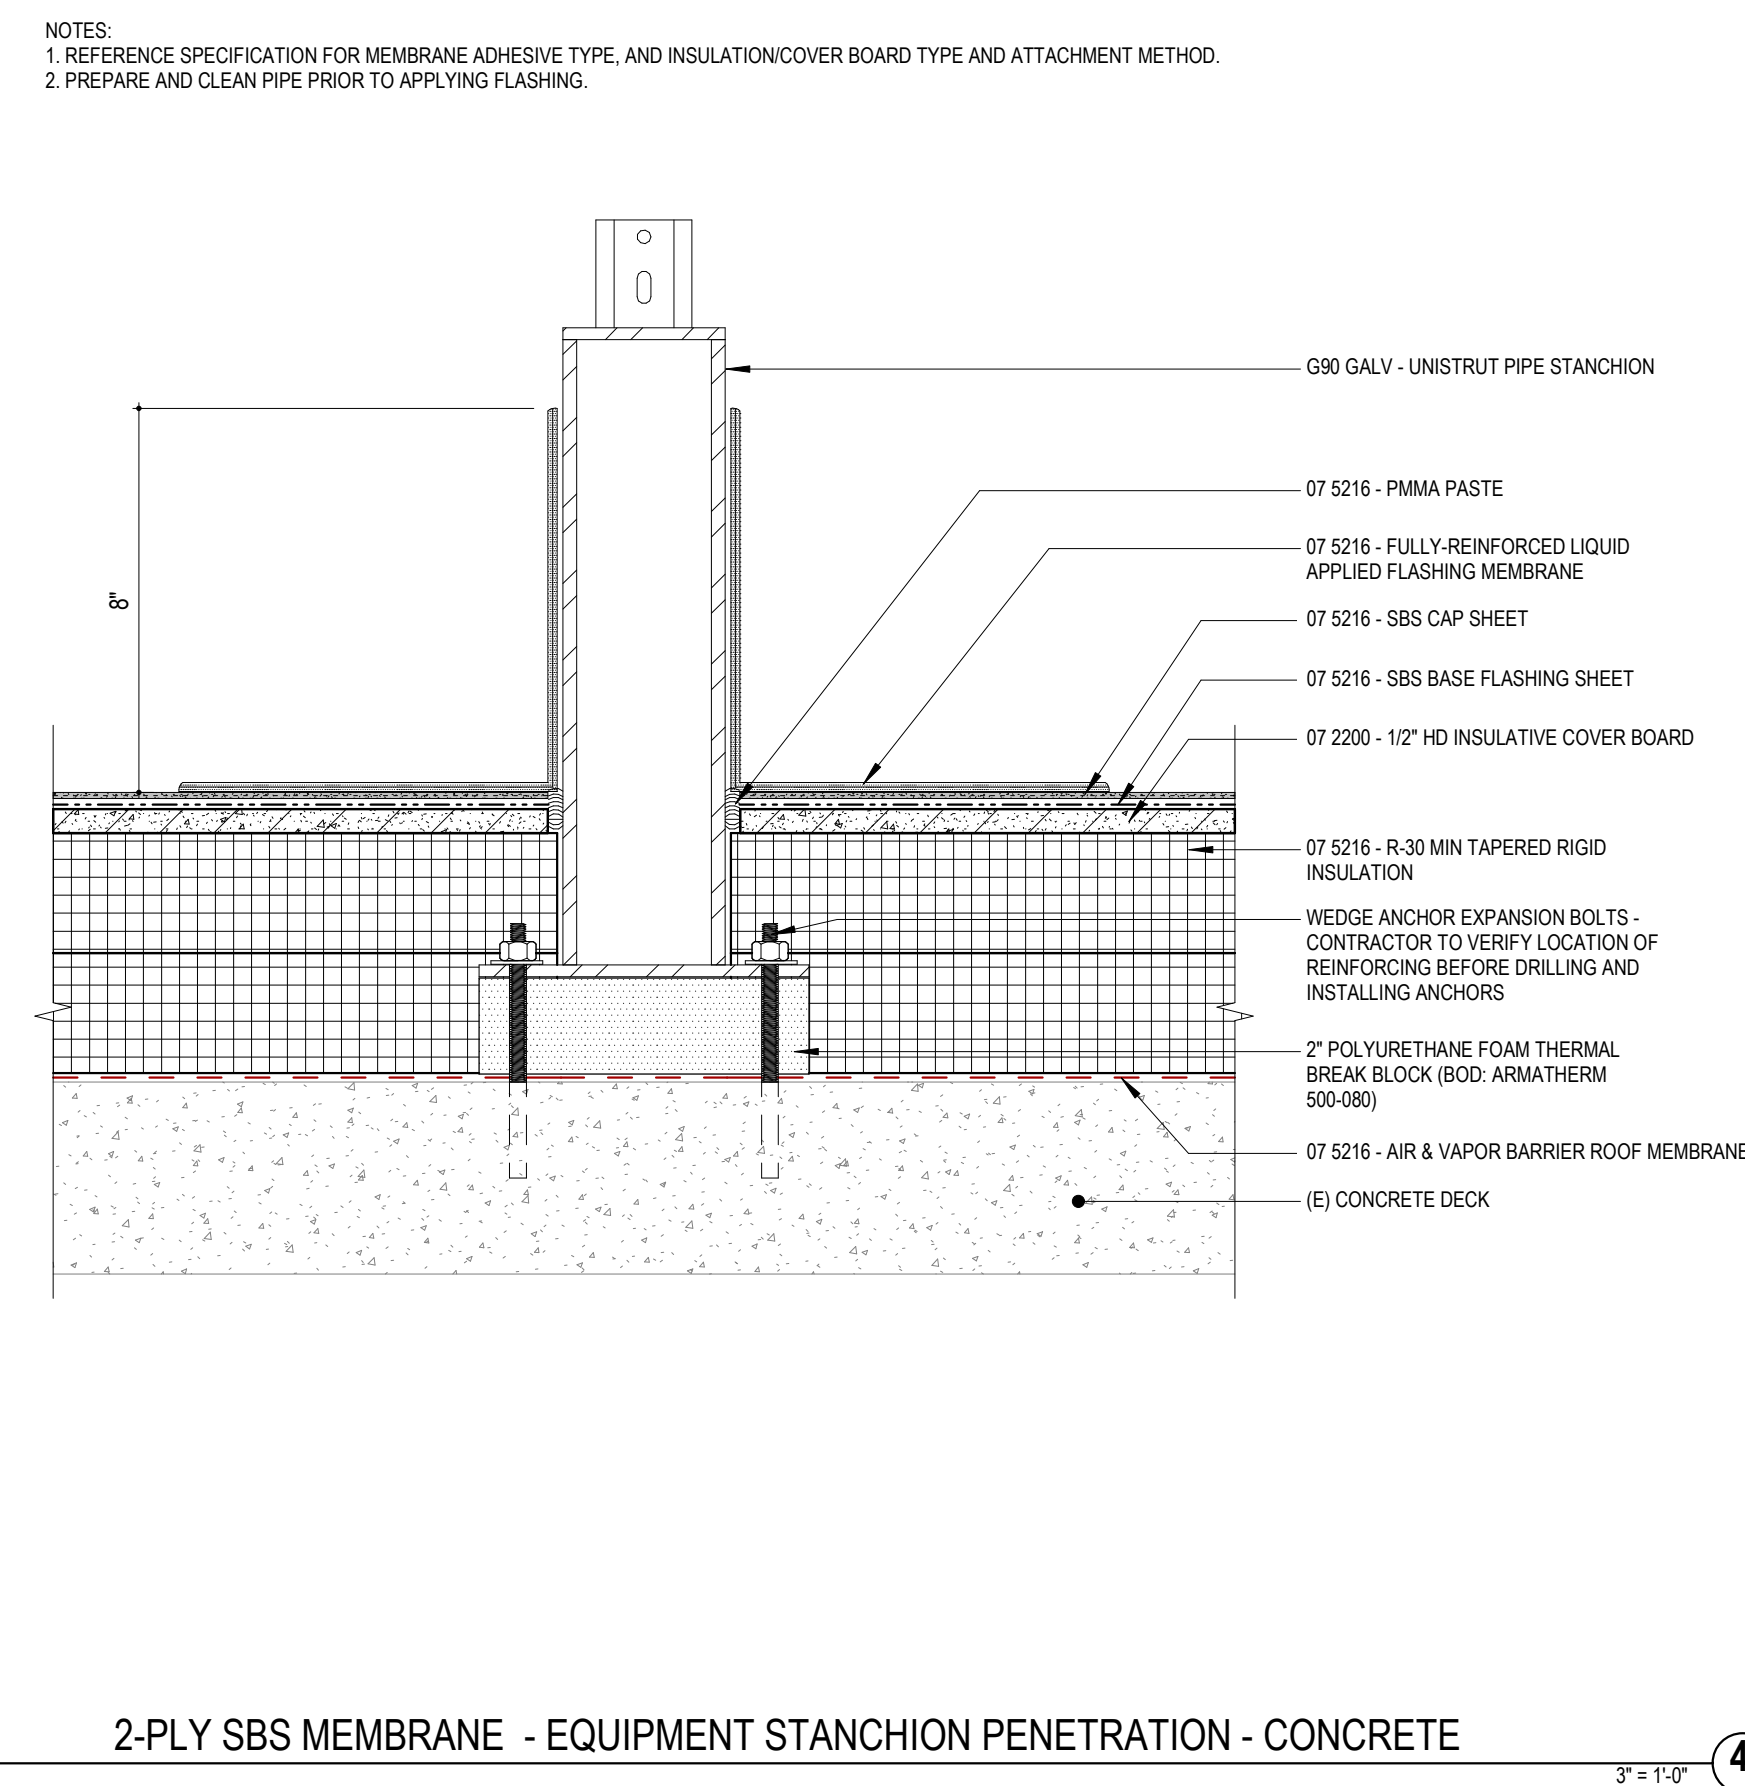 NOTES:
1. REFERENCE SPECIFICATION FOR MEMBRANE ADHESIVE TYPE, AND INSULATION/COVER BOARD TYPE AND ATTACHMENT METHOD.
2. PREPARE AND CLEAN PIPE PRIOR TO APPLYING FLASHING.
G90 GALV - UNISTRUT PIPE STANCHION
07 5216 - PMMA PASTE
07 5216 - FULLY-REINFORCED LIQUID
APPLIED FLASHING MEMBRANE
8"
07 5216 - SBS CAP SHEET
07 5216 - SBS BASE FLASHING SHEET
07 2200 - 1/2" HD INSULATIVE COVER BOARD
07 5216 - R-30 MIN TAPERED RIGID
INSULATION
WEDGE ANCHOR EXPANSION BOLTS -
CONTRACTOR TO VERIFY LOCATION OF
REINFORCING BEFORE DRILLING AND
INSTALLING ANCHORS
2" POLYURETHANE FOAM THERMAL
BREAK BLOCK (BOD: ARMATHERM
500-080)
07 5216 - AIR & VAPOR BARRIER ROOF MEMBRANE
(E) CONCRETE DECK
2-PLY SBS MEMBRANE - EQUIPMENT STANCHION PENETRATION - CONCRETE
3" = 1'-0"
4